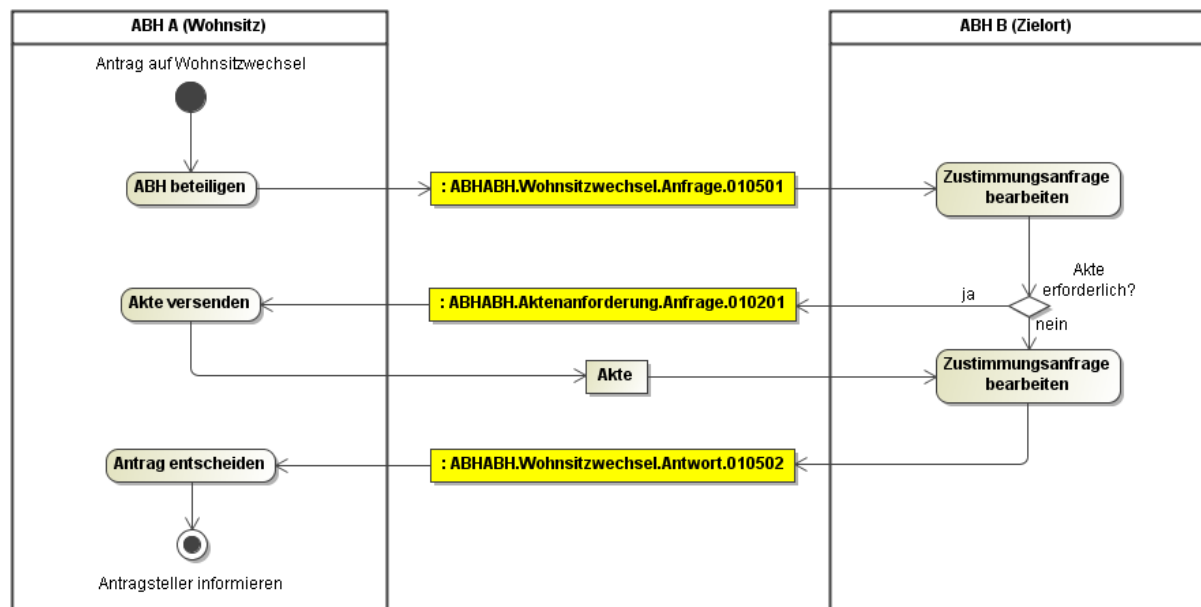 ABH A (Wohnsitz)
ABH B (Zielort)
Antrag auf Wohnsitzwechsel
ABH beteiligen
: ABHABH.Wohnsitzwechsel.Anfrage.010501
Zustimmungsanfrage
bearbeiten
Akte
erforderlich?
Akte versenden
: ABHABH.Aktenanforderung.Anfrage.010201
ja
nein
Akte
Zustimmungsanfrage
bearbeiten
Antrag entscheiden
: ABHABH.Wohnsitzwechsel.Antwort.010502
Antragsteller informieren